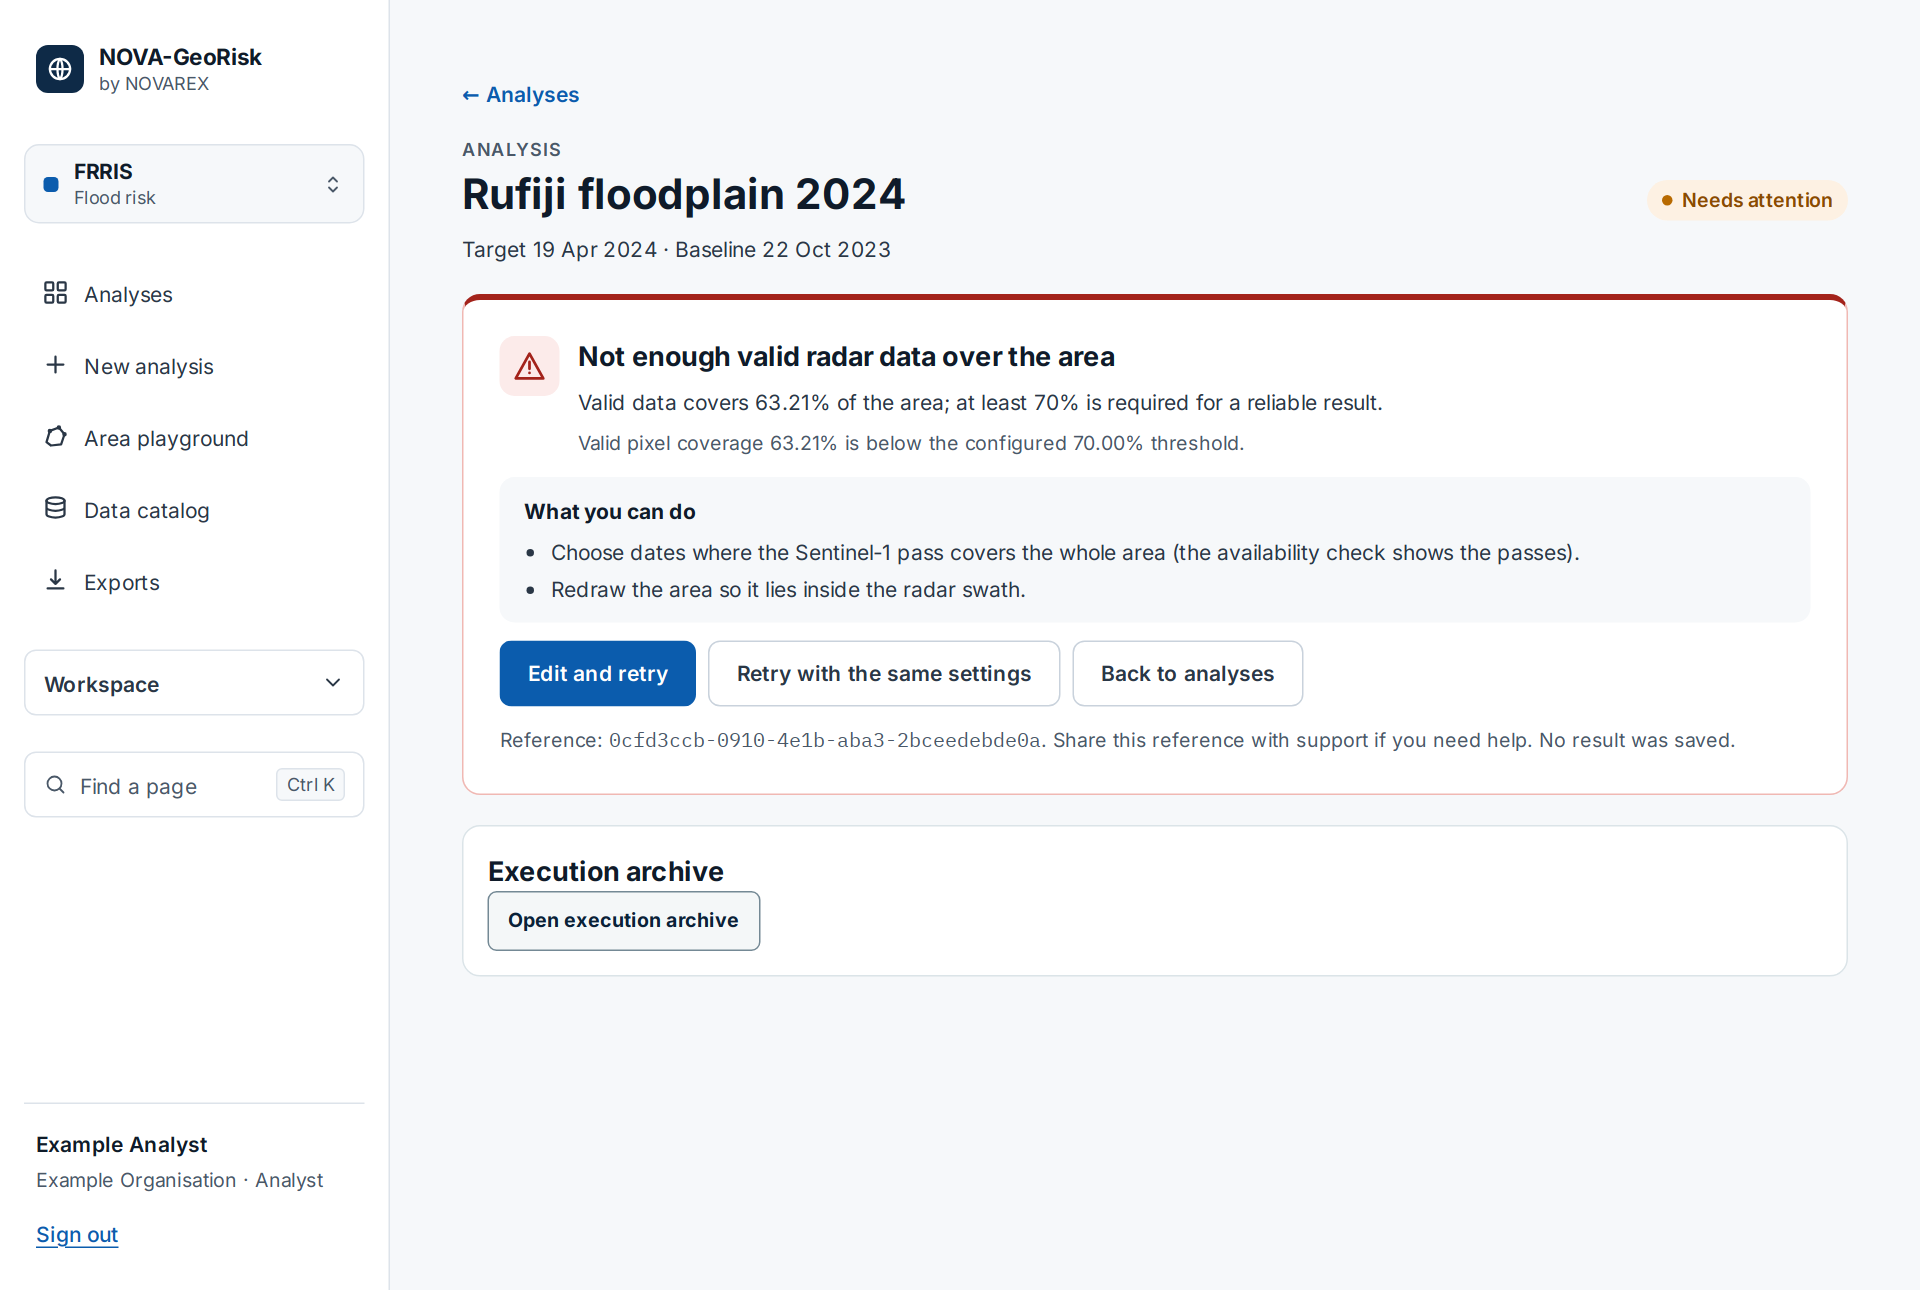 NOVA-GeoRisk
by NOVAREX
FRRIS
Flood risk
Analyses
New analysis
Area playground
Data catalog
Exports
Workspace
Find a page
Ctrl K
Example Analyst
Example Organisation · Analyst
Sign out
← Analyses
ANALYSIS
Rufiji floodplain 2024
Needs attention
Target 19 Apr 2024 · Baseline 22 Oct 2023
Not enough valid radar data over the area
Valid data covers 63.21% of the area; at least 70% is required for a reliable result.
Valid pixel coverage 63.21% is below the configured 70.00% threshold.
What you can do
• Choose dates where the Sentinel-1 pass covers the whole area (the availability check shows the passes).
• Redraw the area so it lies inside the radar swath.
Edit and retry
Retry with the same settings
Back to analyses
Reference: 0cfd3ccb-0910-4e1b-aba3-2bceedebde0a. Share this reference with support if you need help. No result was saved.
Execution archive
Open execution archive